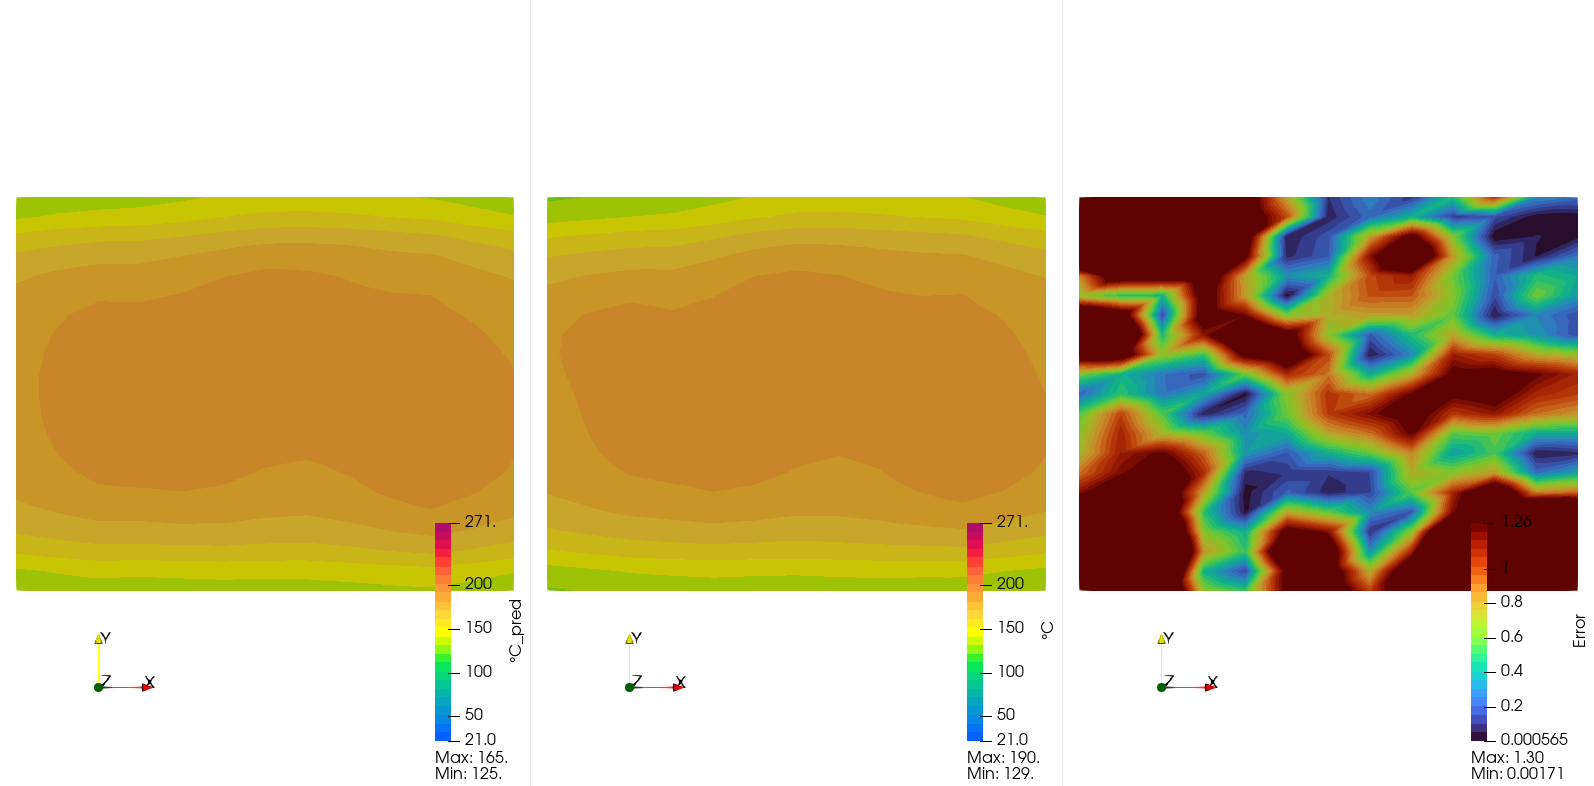 Y
Z
X
271.
200
150
100
50
21.0
°C_pred
Max: 165.
Min: 125.
Y
Z
X
271.
200
150
100
50
21.0
°C
Max: 190.
Min: 129.
Y
Z
X
1.26
1
0.8
0.6
0.4
0.2
0.000565
Error
Max: 1.30
Min: 0.00171